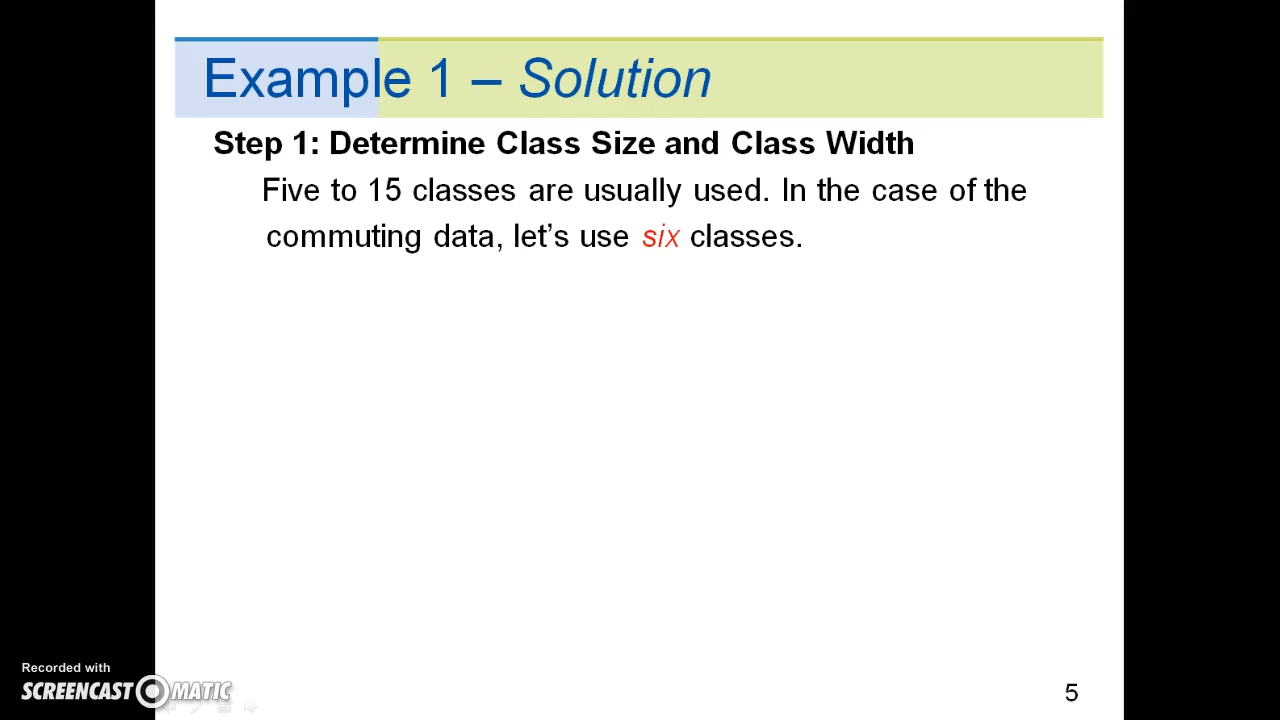 Example 1 – Solution
Step 1: Determine Class Size and Class Width
Five to 15 classes are usually used. In the case of the
commuting data, let’s use six classes.
Recorded with
SCREENCAST MATIC
5